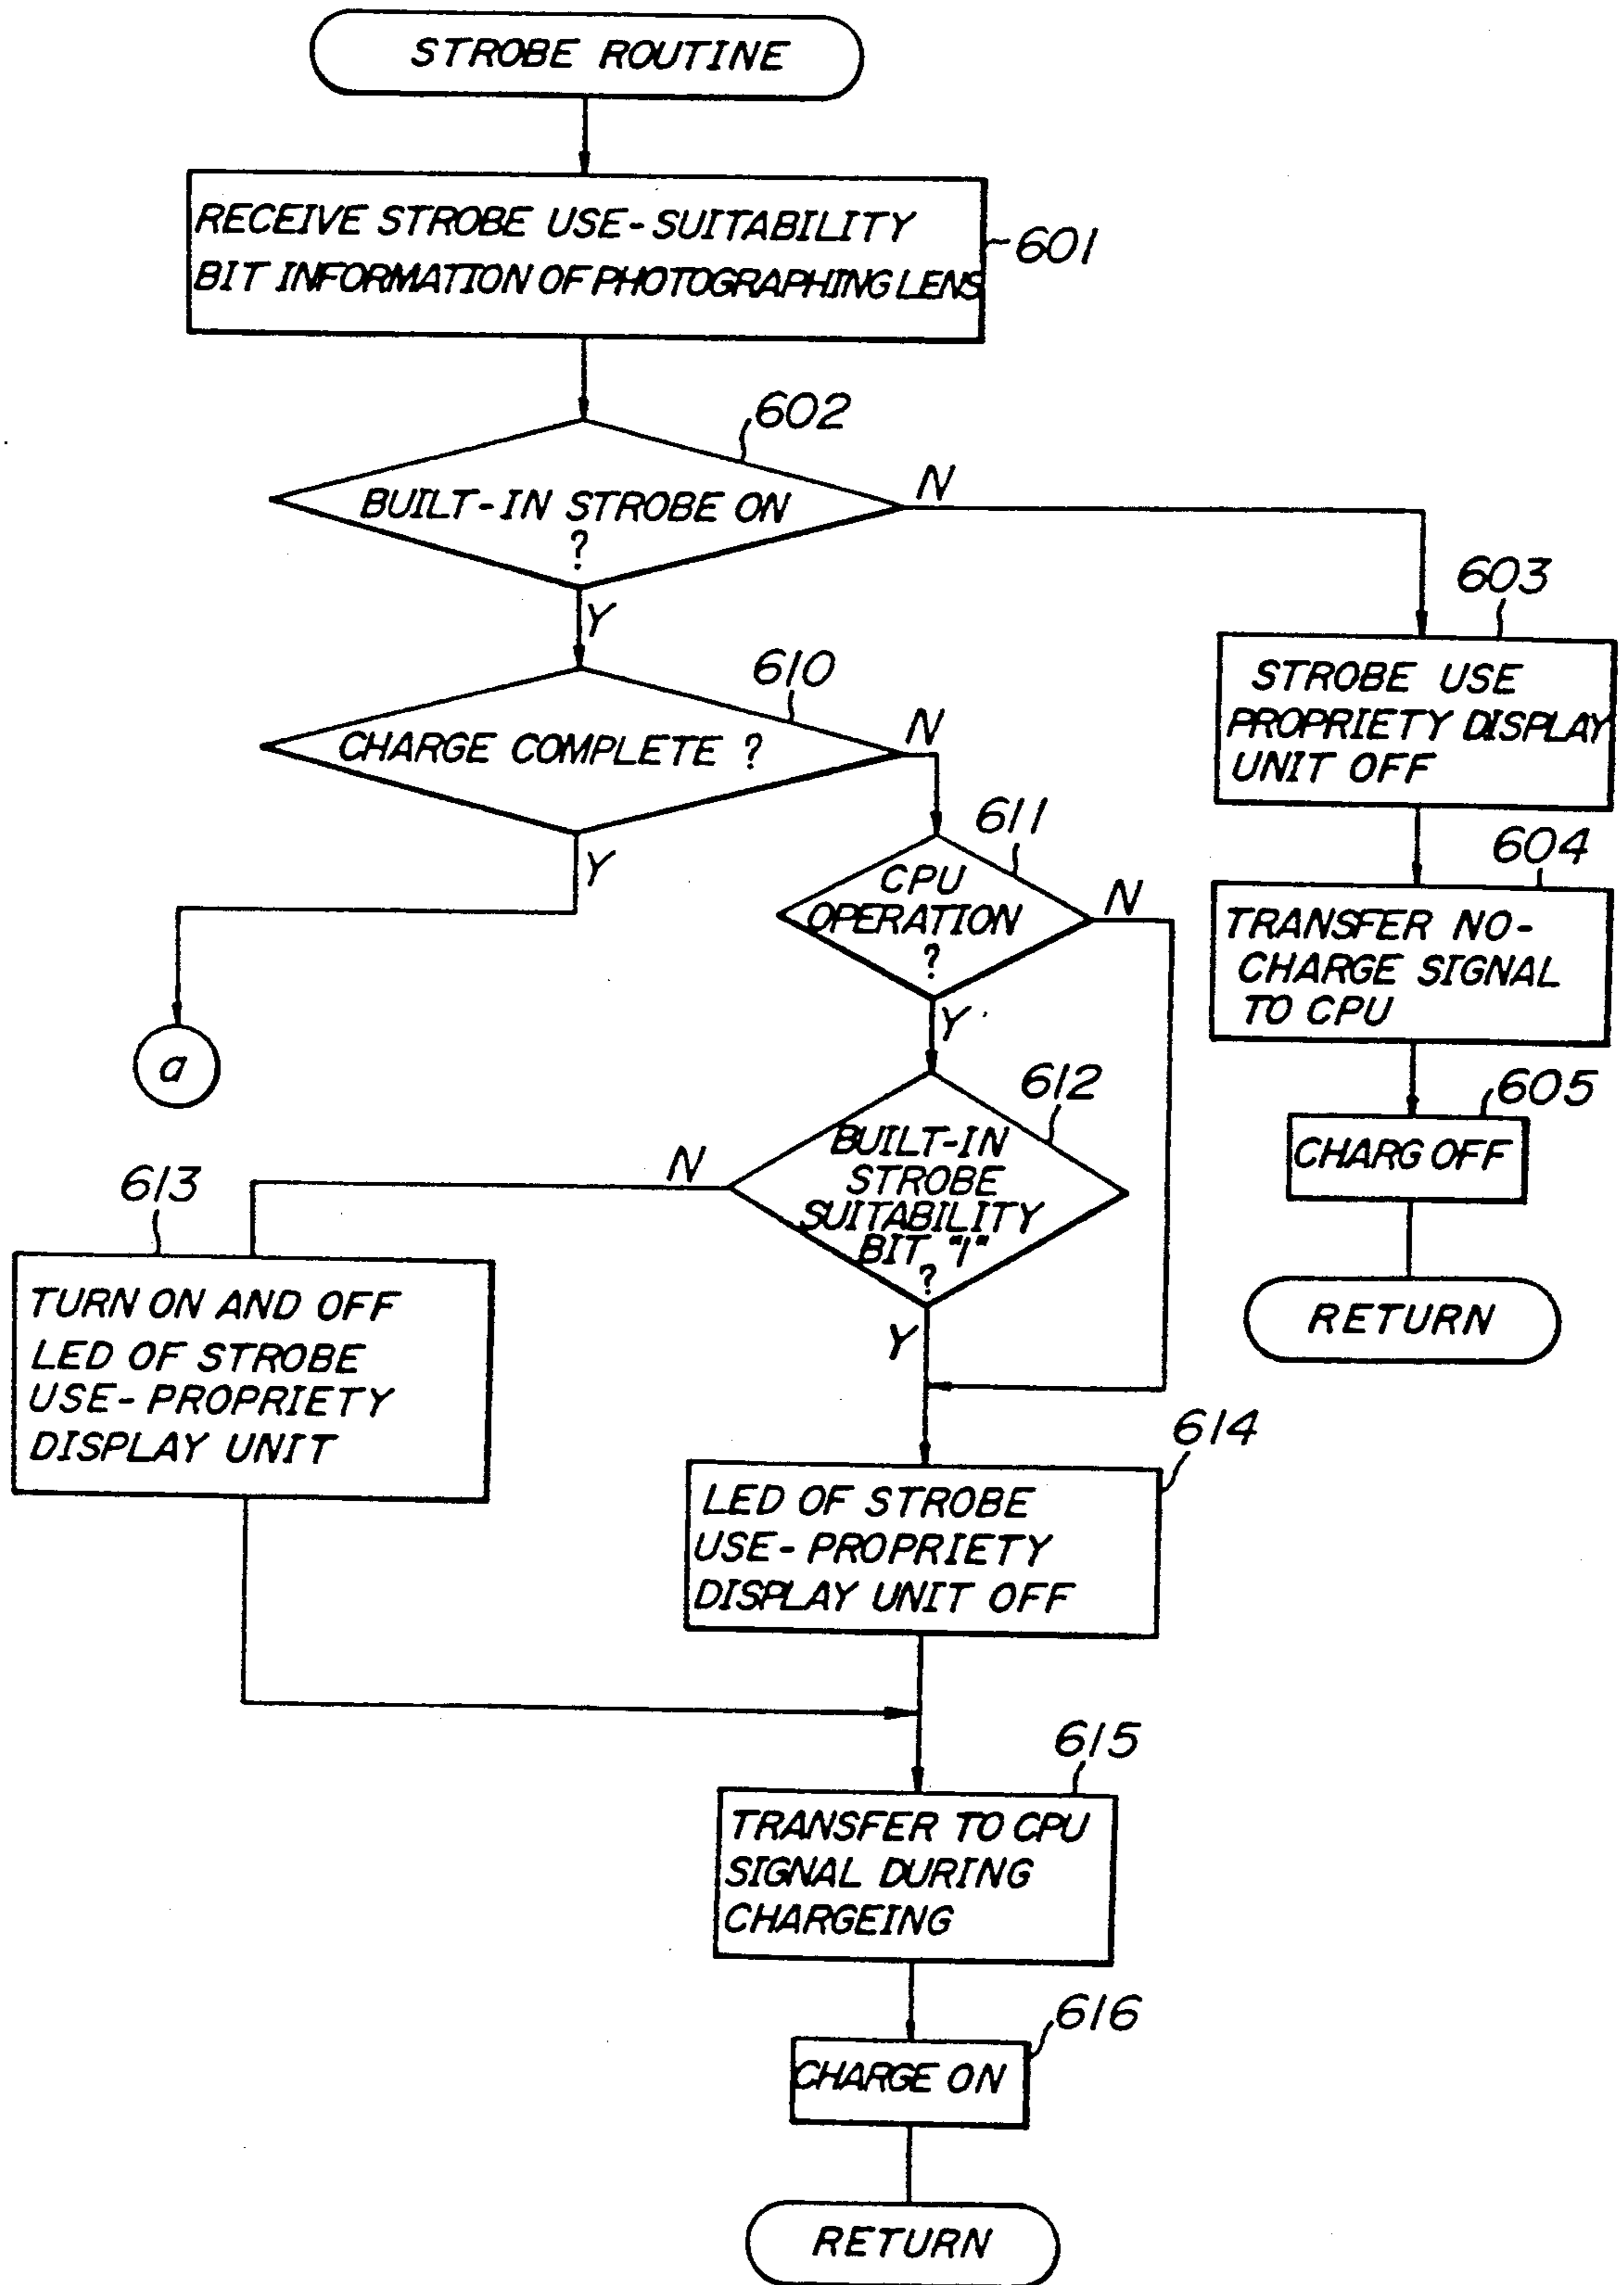 STROBE ROUTINE
RECEIVE STROBE USE-SUITABILITY
BIT INFORMATION OF PHOTOGRAPHING LENS
601
602
BUILT-IN STROBE ON
?
N
Y
603
STROBE USE
PROPRIETY DISPLAY
UNIT OFF
610
CHARGE COMPLETE ?
N
Y
604
TRANSFER NO-
CHARGE SIGNAL
TO CPU
611
CPU
OPERATION
?
N
Y
a
605
CHARG OFF
612
BUILT-IN
STROBE
SUITABILITY
BIT "1"
?
N
Y
RETURN
613
TURN ON AND OFF
LED OF STROBE
USE-PROPRIETY
DISPLAY UNIT
614
LED OF STROBE
USE-PROPRIETY
DISPLAY UNIT OFF
615
TRANSFER TO CPU
SIGNAL DURING
CHARGEING
616
CHARGE ON
RETURN